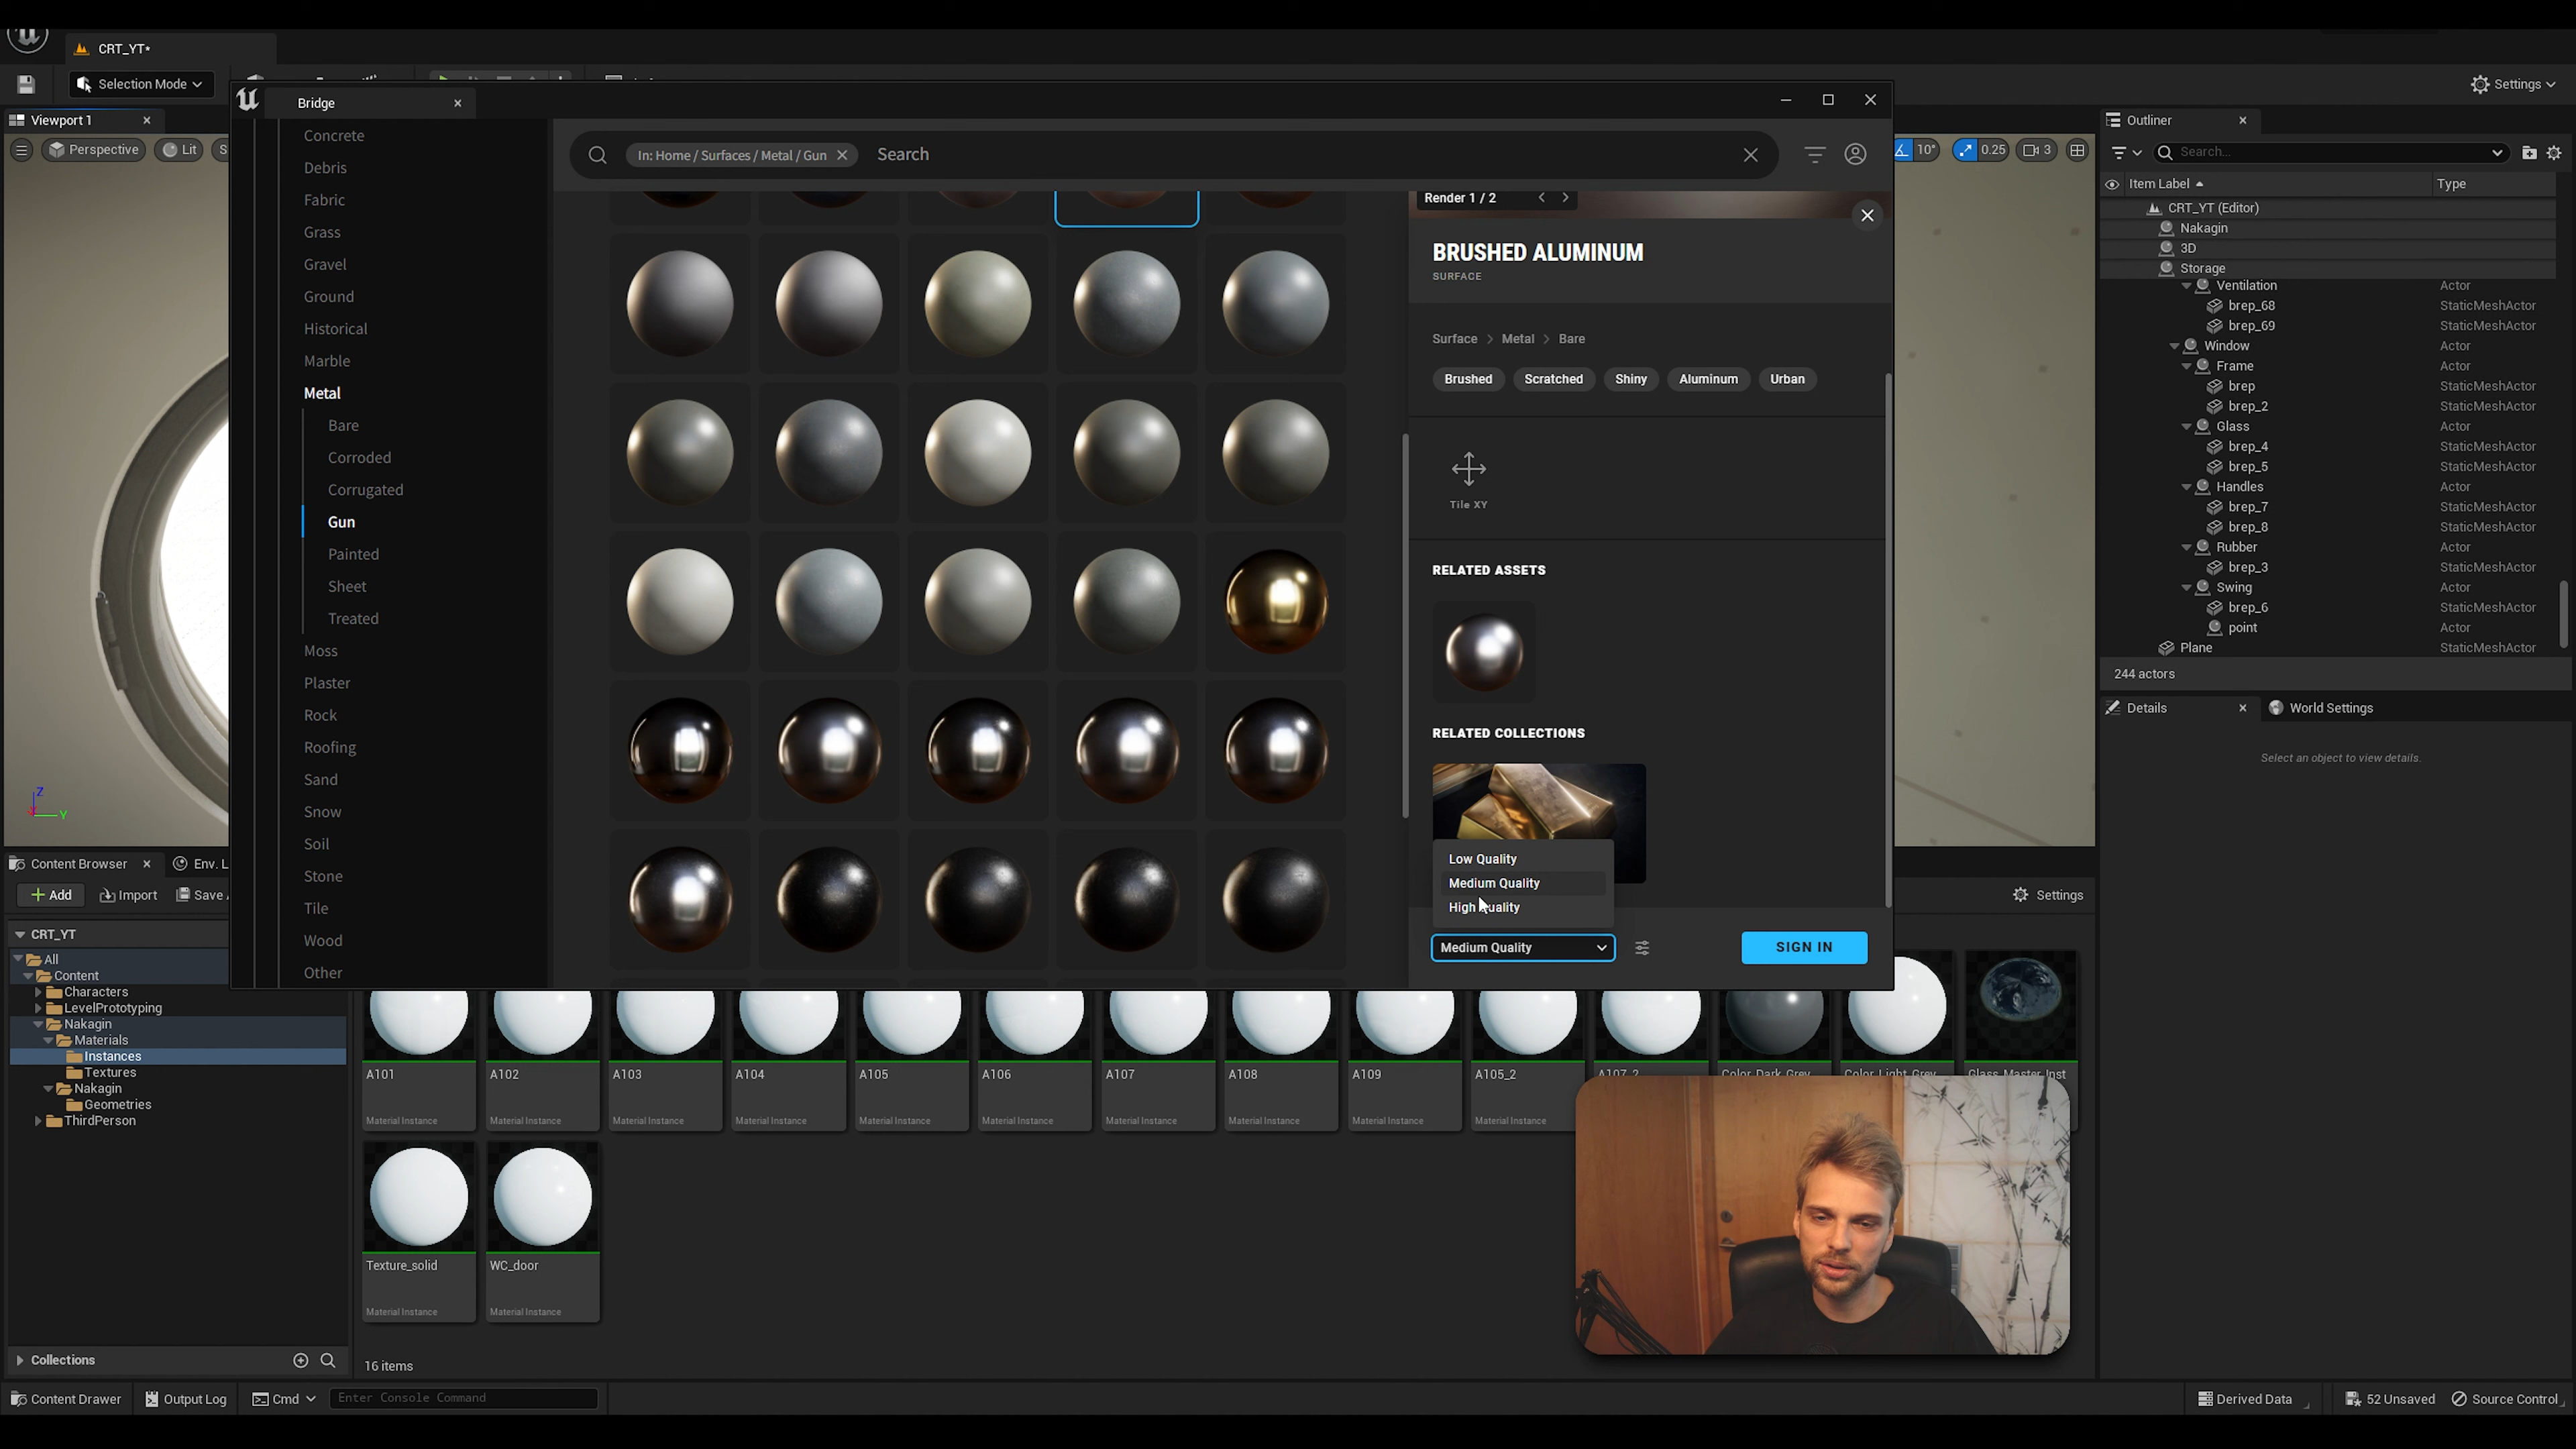 CRT_YT*
Selection Mode
Settings
Viewport 1
Perspective
Lit
Bridge
In: Home / Surfaces / Metal / Gun
Search
Concrete
Debris
Fabric
Grass
Gravel
Ground
Historical
Marble
Metal
Bare
Corroded
Corrugated
Gun
Painted
Sheet
Treated
Moss
Plaster
Rock
Roofing
Sand
Snow
Soil
Stone
Tile
Wood
Other
Render 1 / 2
BRUSHED ALUMINUM
SURFACE
Surface > Metal > Bare
Brushed Scratched Shiny Aluminum Urban
Tile XY
RELATED ASSETS
RELATED COLLECTIONS
Low Quality
Medium Quality
High Quality
Medium Quality
SIGN IN
10° 0.25 3
Outliner
Search...
Item Label Type
CRT_YT (Editor)
Nakagin
3D
Storage
Ventilation Actor
brep_68 StaticMeshActor
brep_69 StaticMeshActor
Window Actor
Frame Actor
brep StaticMeshActor
brep_2 StaticMeshActor
Glass Actor
brep_4 StaticMeshActor
brep_5 StaticMeshActor
Handles Actor
brep_7 StaticMeshActor
brep_8 StaticMeshActor
Rubber Actor
brep_3 StaticMeshActor
Swing Actor
brep_6 StaticMeshActor
point Actor
Plane StaticMeshActor
244 actors
Details World Settings
Select an object to view details.
Z
Y
Content Browser Env. L
Add Import Save
Settings
CRT_YT
All
Content
Characters
LevelPrototyping
Nakagin
Materials
Instances
Textures
Nakagin
Geometries
ThirdPerson
Collections
A101 A102 A103 A104 A105 A106 A107 A108 A109 A105_2 A107_2 Color_Dark_Grey Color_Light_Grey Glass_Master_Inst
Material Instance Material Instance Material Instance Material Instance Material Instance Material Instance Material Instance Material Instance Material Instance Material Instance
Texture_solid WC_door
Material Instance Material Instance
16 items
Content Drawer Output Log Cmd Enter Console Command
Derived Data 52 Unsaved Source Control